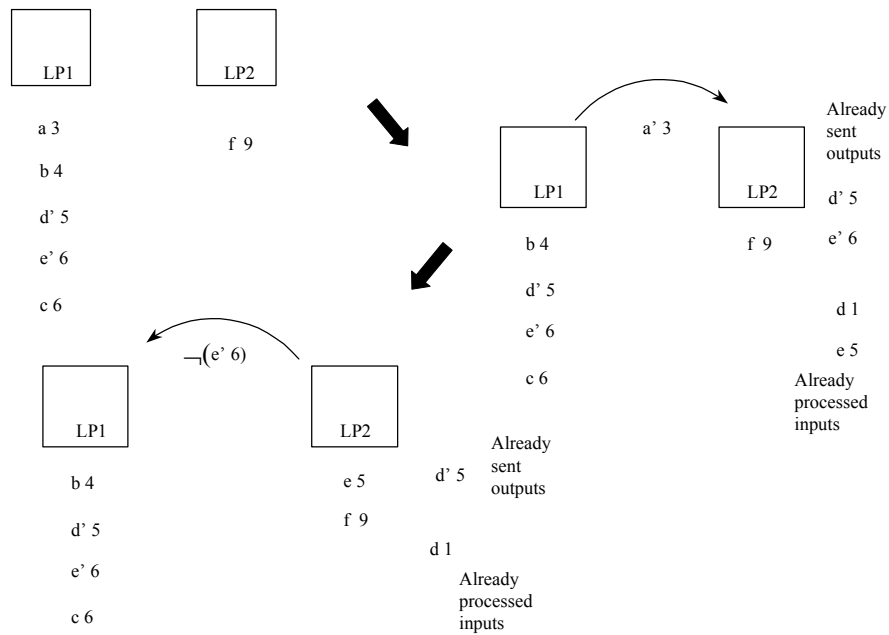 LP1
LP2
a 3
b 4
d’ 5
e’ 6
c 6
f 9
a’ 3
LP1
LP2
b 4
d’ 5
e’ 6
c 6
f 9
Already
sent
outputs
d’ 5
e’ 6
d 1
e 5
Already
processed
inputs
¬(e’ 6)
LP1
LP2
b 4
d’ 5
e’ 6
c 6
e 5
f 9
d’ 5
Already
sent
outputs
d 1
Already
processed
inputs